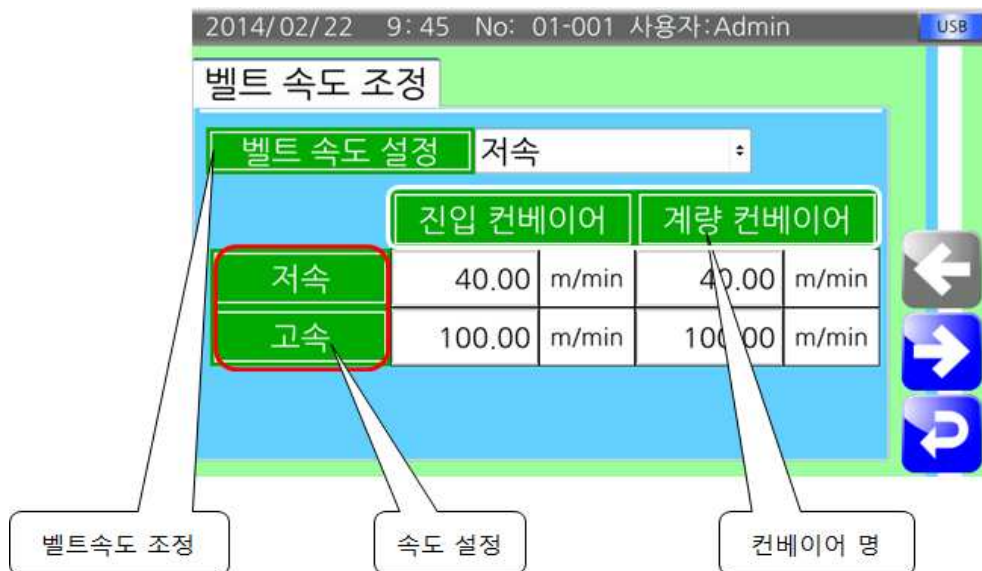 2014/02/22 9:45 No: 01-001 사용자:Admin USB
벨트 속도 조정
벨트 속도 설정 저속
진입 컨베이어 계량 컨베이어
저속 40.00 m/min 40.00 m/min
고속 100.00 m/min 100.00 m/min
벨트속도 조정 속도 설정 컨베이어 명